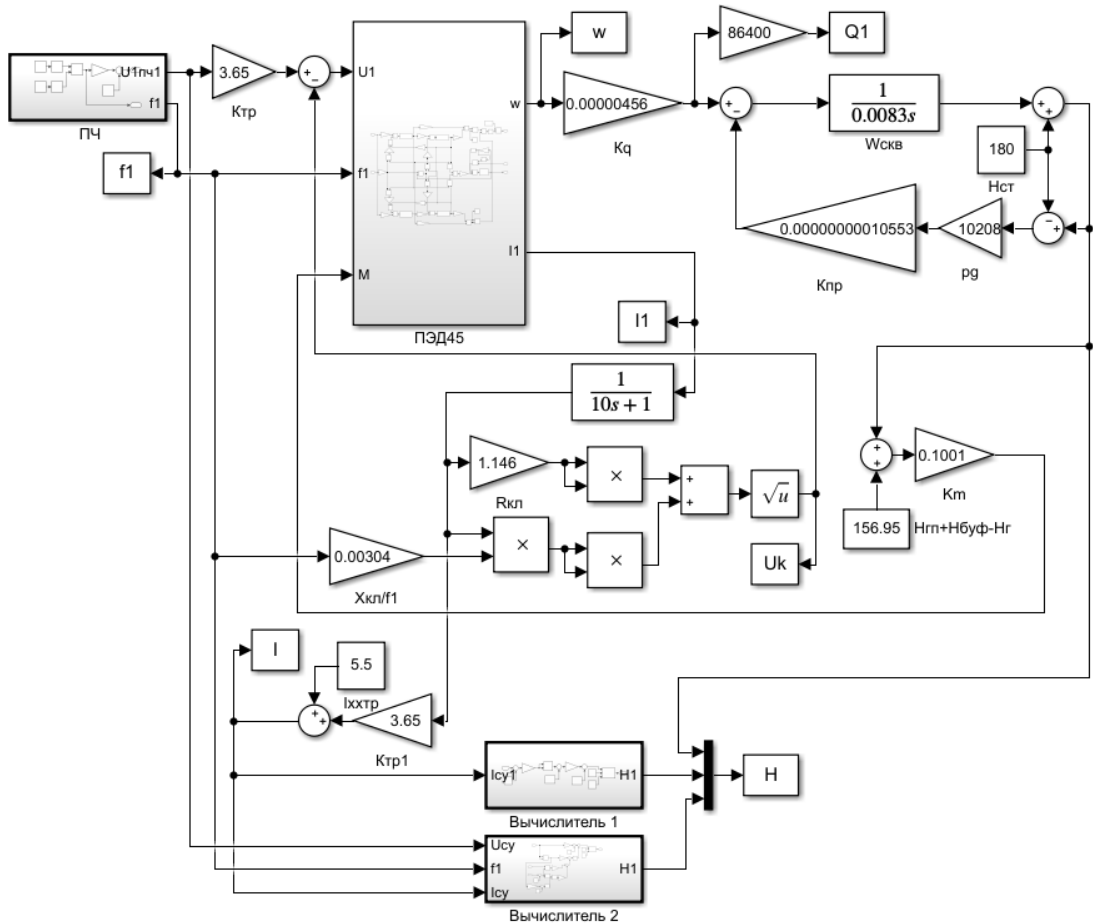 U1пч1
f1
ПЧ
3.65
Ктр
f1
U1
f1
M
w
I1
ПЭД45
w
0.00000456
Kq
86400
Q1
1
0.0083s
Wскв
180
Нст
10208
pg
0.00000000010553
Кпр
I1
1
10s + 1
1.146
Rкл
×
×
×
+
+
√u
Uk
0.00304
Хкл/f1
0.1001
Km
156.95
Нгп+Нбуф-Нг
I
5.5
Iххтр
3.65
Ктр1
Icy1
H1
Вычислитель 1
H
Ucy
f1
Icy
H1
Вычислитель 2